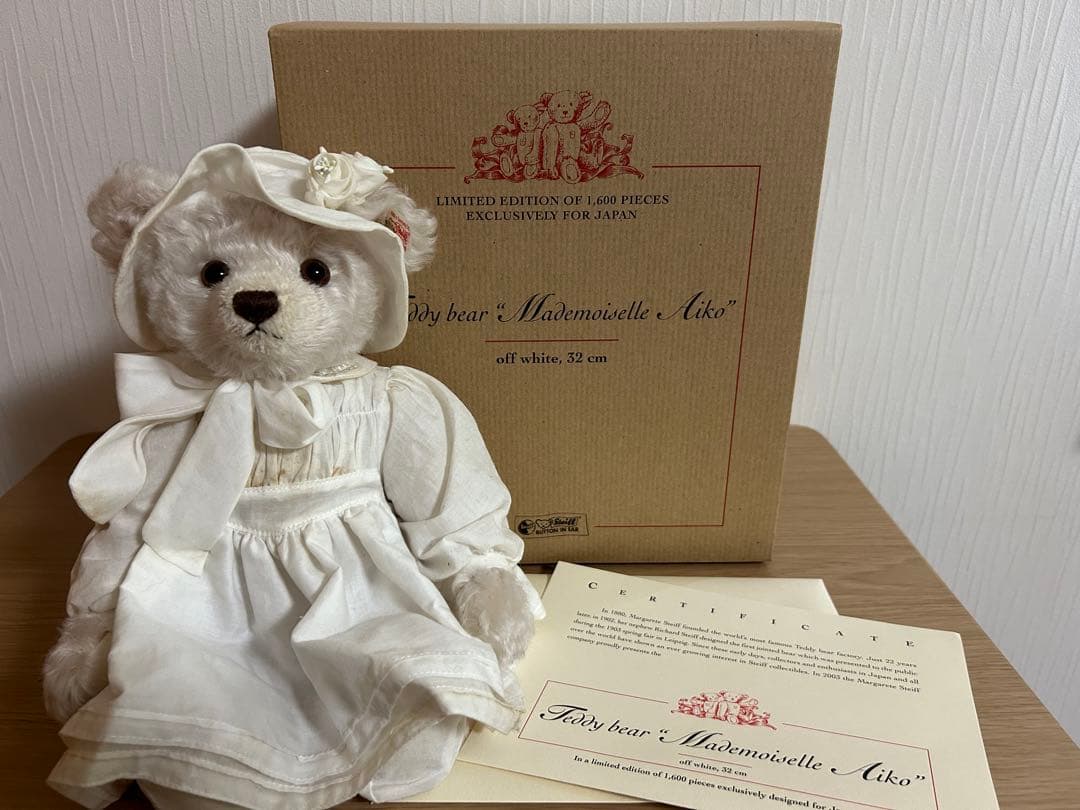 LIMITED EDITION OF 1,600 PIECES
EXCLUSIVELY FOR JAPAN
bear "Mademoiselle Aiko"
off white, 32 cm
Steiff
BUTTON IN EAR
CERTIFICATE
In 1880, Margarete Steiff founded the world's most famous Teddy bear factory. Just 22 years
later, in 1902, her nephew Richard Steiff designed the first jointed bear which was presented to the public
during the 1903 spring fair in Leipzig. Since these early days, collectors and enthusiasts in Japan and all
over the world have shown an ever growing interest in Steiff collectibles. In 2003 the Margarete Steiff
company proudly presents the
Teddy bear "Mademoiselle Aiko"
off white, 32 cm
In a limited edition of 1,600 pieces exclusively designed for